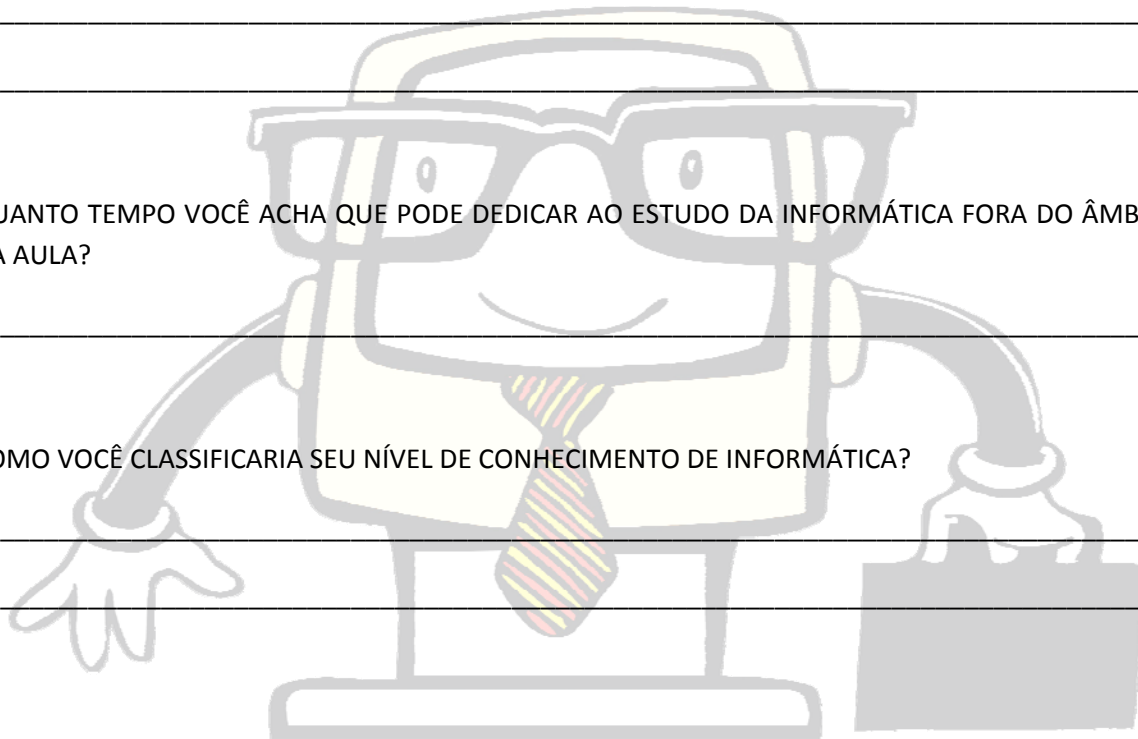 UANTO TEMPO VOCÊ ACHA QUE PODE DEDICAR AO ESTUDO DA INFORMÁTICA FORA DO ÂMB
A AULA?
OMO VOCÊ CLASSIFICARIA SEU NÍVEL DE CONHECIMENTO DE INFORMÁTICA?